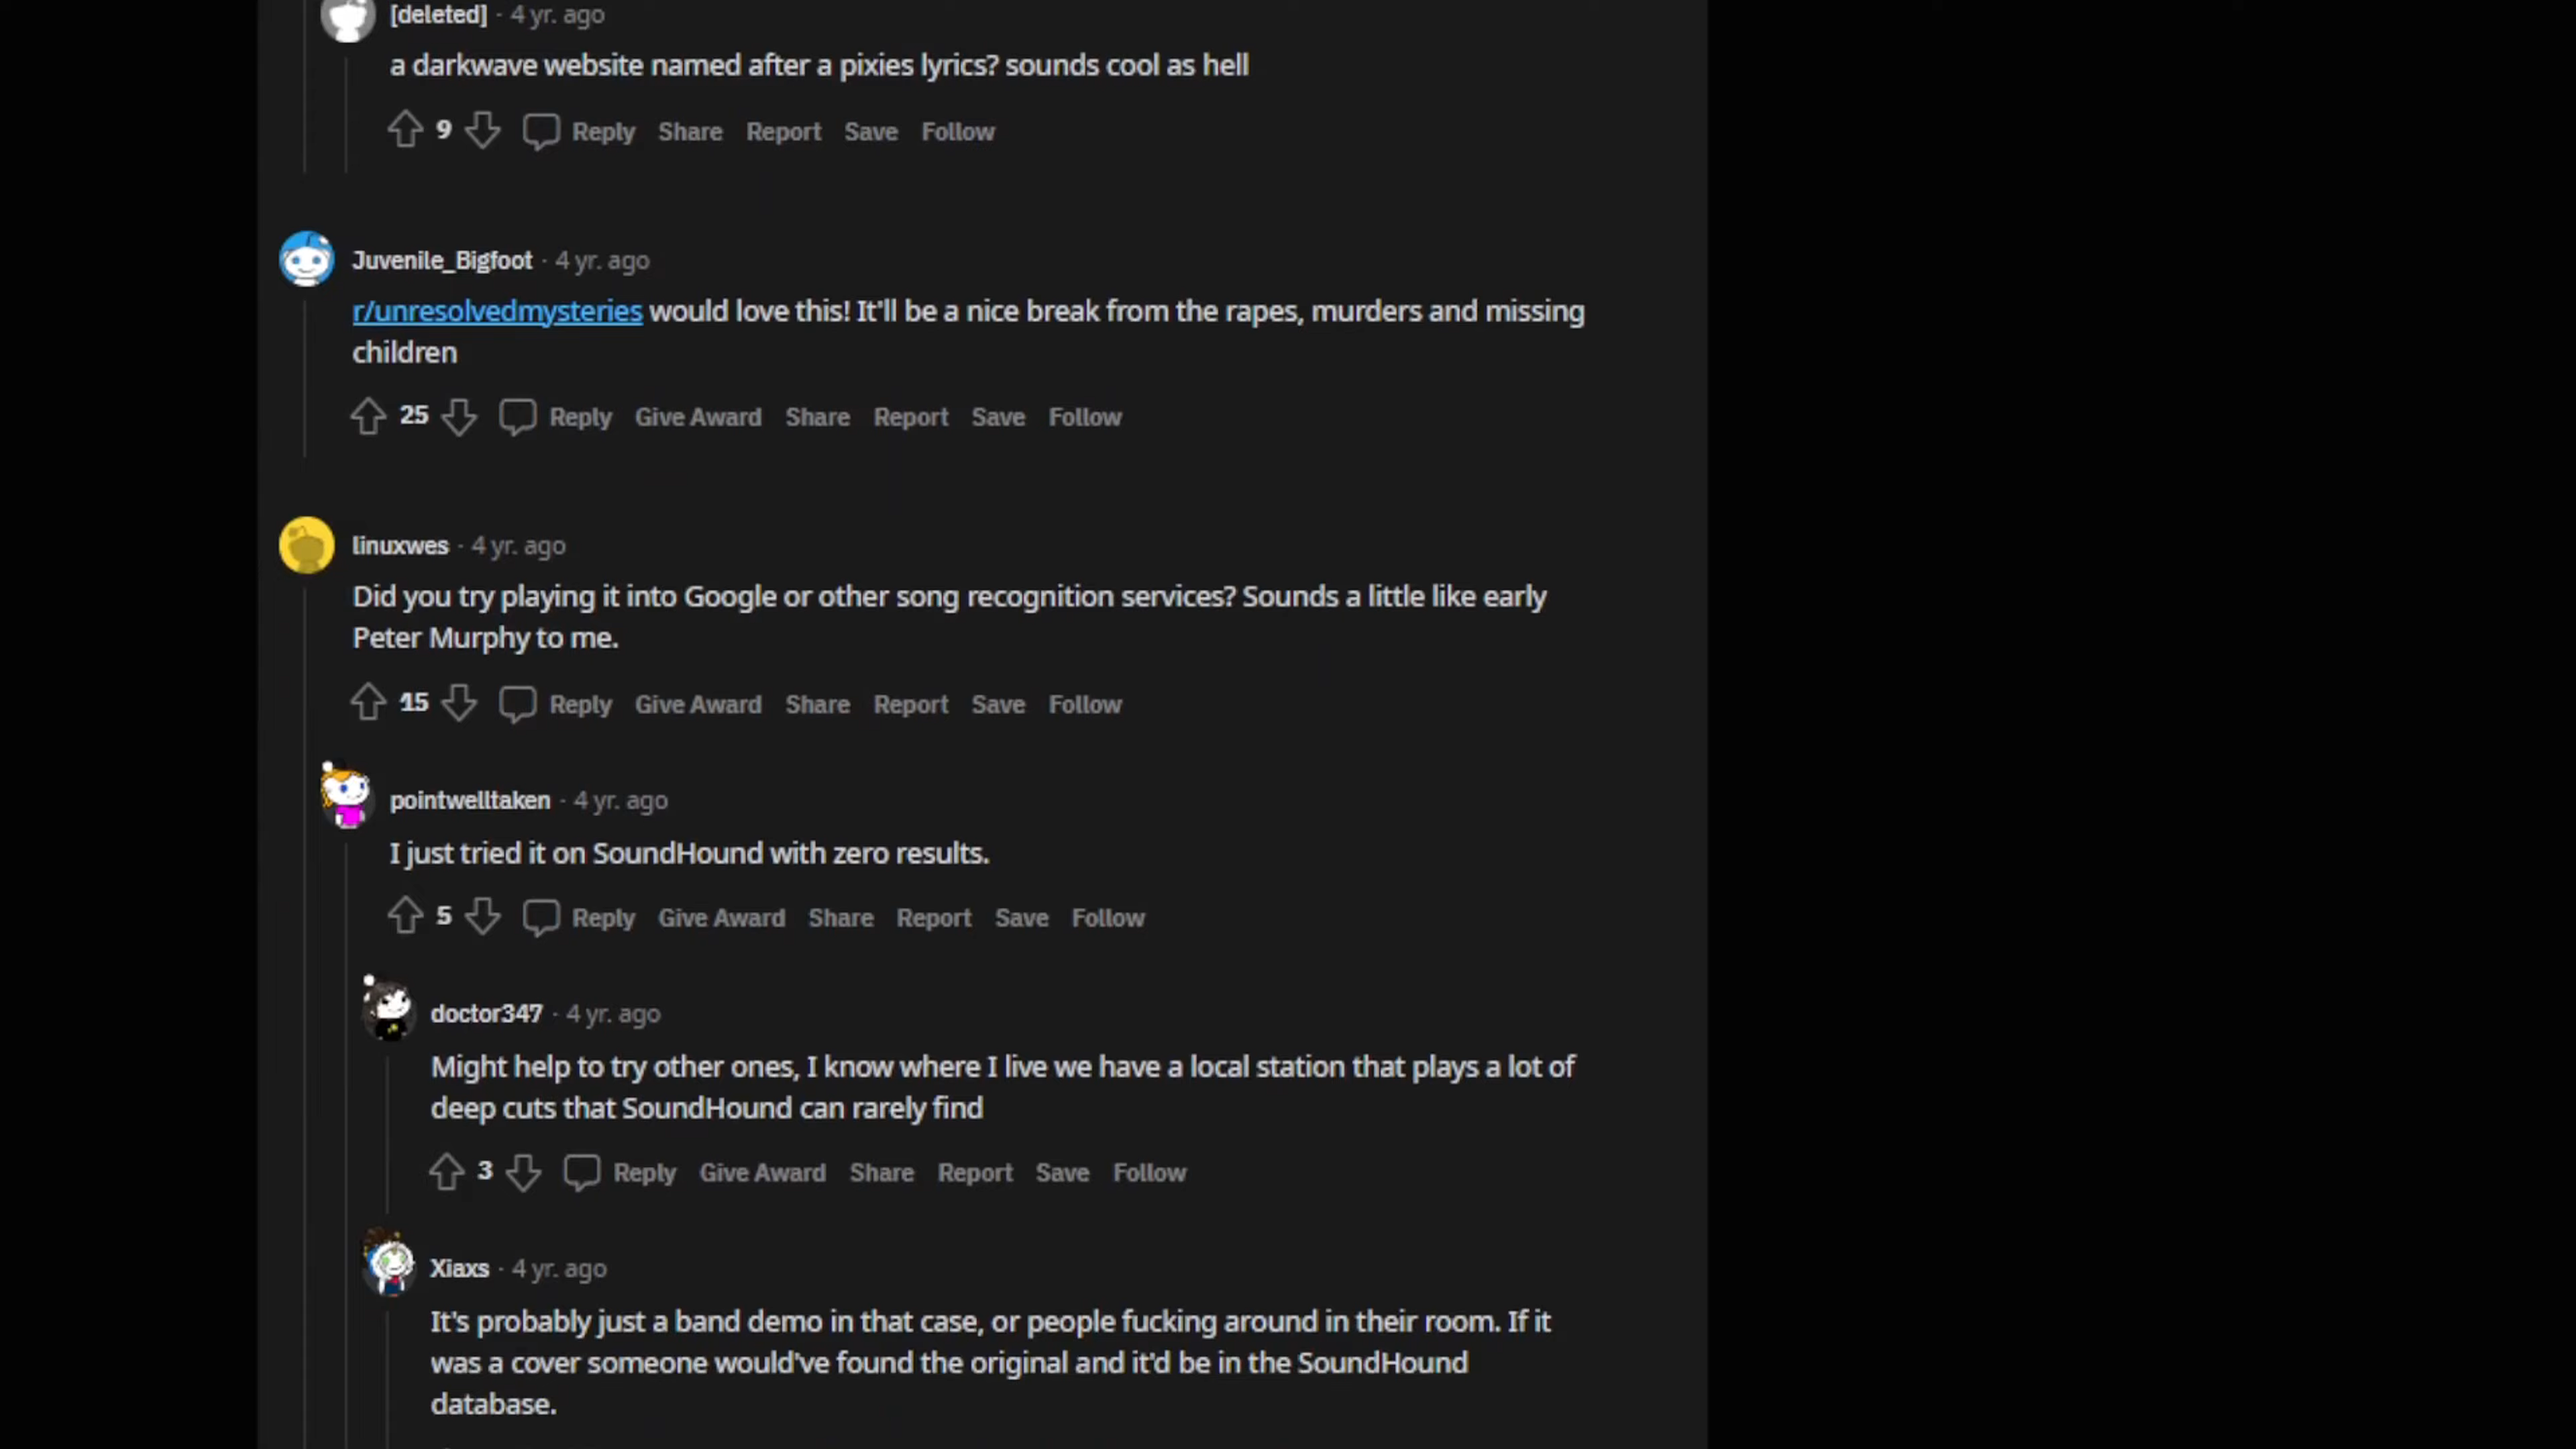 [deleted] · 4 yr. ago
a darkwave website named after a pixies lyrics? sounds cool as hell
9 Reply Share Report Save Follow
Juvenile_Bigfoot · 4 yr. ago
r/unresolvedmysteries would love this! It'll be a nice break from the rapes, murders and missing
children
25 Reply Give Award Share Report Save Follow
linuxwes · 4 yr. ago
Did you try playing it into Google or other song recognition services? Sounds a little like early
Peter Murphy to me.
15 Reply Give Award Share Report Save Follow
pointwelltaken · 4 yr. ago
I just tried it on SoundHound with zero results.
5 Reply Give Award Share Report Save Follow
doctor347 · 4 yr. ago
Might help to try other ones, I know where I live we have a local station that plays a lot of
deep cuts that SoundHound can rarely find
3 Reply Give Award Share Report Save Follow
Xiaxs · 4 yr. ago
It's probably just a band demo in that case, or people fucking around in their room. If it
was a cover someone would've found the original and it'd be in the SoundHound
database.